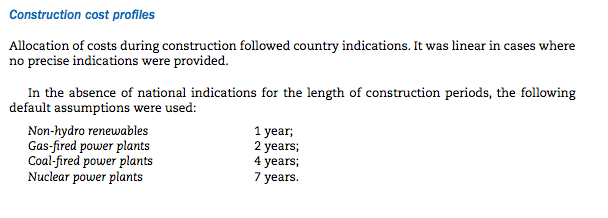 Construction cost profiles
Allocation of costs during construction followed country indications. It was linear in cases where
no precise indications were provided.
In the absence of national indications for the length of construction periods, the following
default assumptions were used:
Non-hydro renewables 1 year;
Gas-fired power plants 2 years;
Coal-fired power plants 4 years;
Nuclear power plants 7 years.